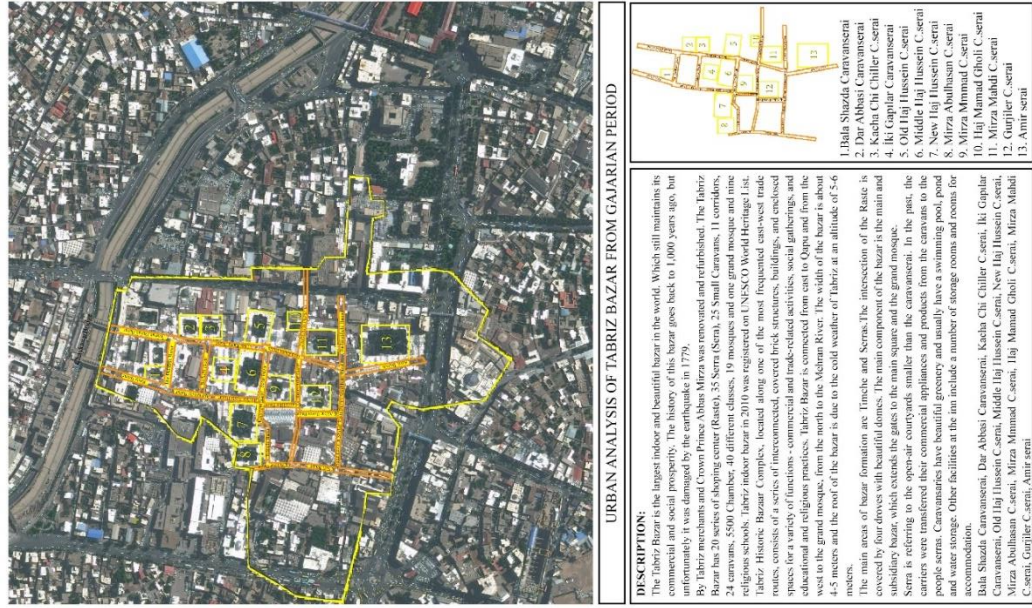 URBAN ANALYSIS OF TABRIZ BAZAR FROM GAJARIAN PERIOD
DESCRIPTION:
The Tabriz Bazar is the largest indoor and beautiful bazar in the world. Which still maintains its
commercial and social prosperity. The history of this bazar goes back to 1,000 years ago, but
unfortunately it was damaged by the earthquake in 1779.
By Tabriz merchants and Crown Prince Abbas Mirza was renovated and refurbished. The Tabriz
Bazar has 20 series of shoping center (Raste), 35 Serra (Sera), 25 Small Caravans, 11 corridors,
24 caravans, 5500 Chamber, 40 different classes, 19 mosques and one grand mosque and nine
religious schools. Tabriz indoor bazar in 2010 was registered on UNESCO World Heritage List.
Tabriz Historic Bazaar Complex, located along one of the most frequented east-west trade
routes, consists of a series of interconnected, covered brick structures, buildings, and enclosed
spaces for a variety of functions - commercial and trade-related activities, social gatherings, and
educational and religious practices. Tabriz Bazar is connected from east to Qapu and from the
west to the grand mosque, from the north to the Mehran River. The width of the bazar is about
4-5 meters and the roof of the bazar is due to the cold weather of Tabriz at an altitude of 5-6
meters.
The main areas of bazar formation are Timche and Serras.The intersection of the Raste is
covered by four droves with beautiful domes. The main component of the bazar is the main and
subsidiary bazar, which extends the gates to the main square and the grand mosque.
Serra is referring to the open-air courtyards smaller than the caravanserai. In the past, the
carriers were transferred their commercial appliances and products from the caravans to the
people serras. Caravansaries have beautiful greenery and usually have a swimming pool, pond
and water storage. Other facilities at the inn include a number of storage rooms and rooms for
accommodation.
Bala Shazda Caravanserai, Dar Abbasi Caravanserai, Kacha Chi Chiller C.serai, Iki Gapilar
Caravanserai, Old Haj Hussein C.serai, Middle Haj Hussein C.serai, New Haj Hussein C.serai,
Mirza Abulhasan C.serai, Mirza Mmmad C.serai, Haj Mamad Gholi C.serai, Mirza Mahdi
serai, Gurjiler C.serai, Amir serai
1.Bala Shazda Caravanserai
2. Dar Abbasi Caravanserai
3. Kacha Chi Chiller C.serai
4. Iki Gapilar Caravanserai
5. Old Haj Hussein C.serai
6. Middle Haj Hussein C.serai
7. New Haj Hussein C.serai
8. Mirza Abulhasan C.serai
9. Mirza Mmmad C.serai
10. Haj Mamad Gholi C.serai
11. Mirza Mahdi C.serai
12. Gurjiler C.serai
13. Amir serai